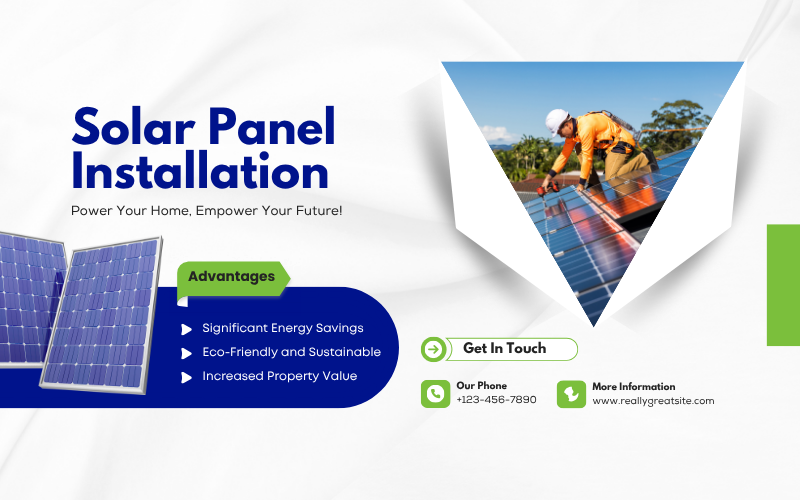 Solar Panel
Installation
Power Your Home, Empower Your Future!
Advantages
Significant Energy Savings
Eco-Friendly and Sustainable
Increased Property Value
Get In Touch
Our Phone
+123-456-7890
More Information
www.reallygreatsite.com